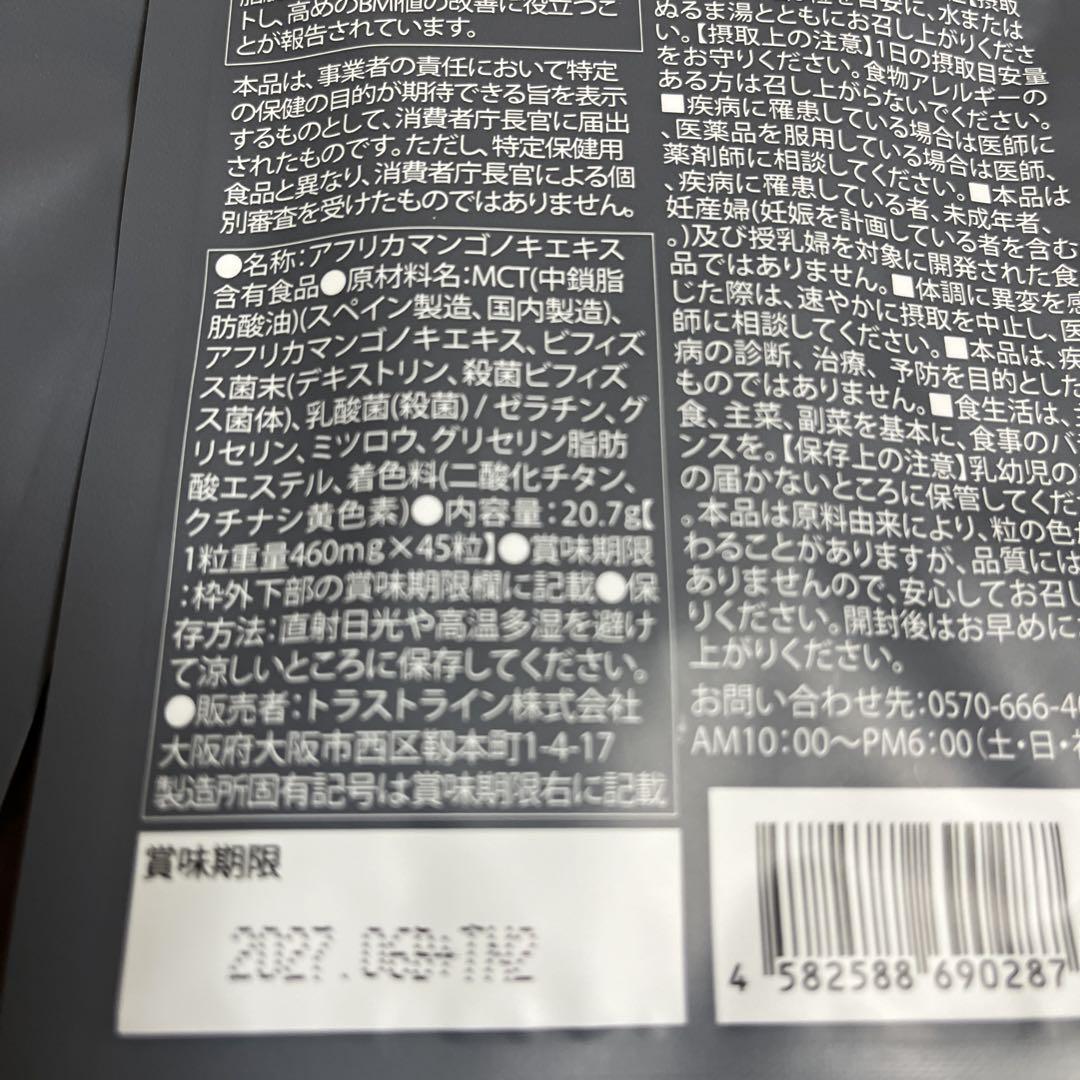 トし、高めのBMI値の改善に役立つこ
とが報告されています。
本品は、事業者の責任において特定
の保健の目的が期待できる旨を表示
するものとして、消費者庁長官に届出
されたものです。ただし、特定保健用
食品と異なり、消費者庁長官による個
別審査を受けたものではありません。
●名称：アフリカマンゴノキエキス
含有食品●原材料名：MCT(中鎖脂
肪酸油)(スペイン製造、国内製造)、
アフリカマンゴノキエキス、ビフィズ
ス菌末(デキストリン、殺菌ビフィズ
ス菌体)、乳酸菌(殺菌) / ゼラチン、グ
リセリン、ミツロウ、グリセリン脂肪
酸エステル、着色料(二酸化チタン、
クチナシ黄色素)●内容量：20.7g【
1粒重量460mg×45粒】●賞味期限
：枠外下部の賞味期限欄に記載●保
存方法：直射日光や高温多湿を避け
て涼しいところに保存してください。
●販売者：トラストライン株式会社
大阪府大阪市西区靱本町1-4-17
製造所固有記号は賞味期限右に記載
賞味期限
2027.06B+TH2
を目安に、水または
ぬるま湯とともにお召し上がりくださ
い。【摂取上の注意】1日の摂取目安量
をお守りください。食物アレルギーの
ある方は召し上がらないでください。
■疾病に罹患している場合は医師に
、医薬品を服用している場合は医師、
薬剤師に相談してください。■本品は
、疾病に罹患している者、未成年者、
妊産婦(妊娠を計画している者を含む
。)及び授乳婦を対象に開発された食
品ではありません。■体調に異変を感
じた際は、速やかに摂取を中止し、医
師に相談してください。■本品は、疾
病の診断、治療、予防を目的とした
ものではありません。■食生活は、
食、主菜、副菜を基本に、食事のバ
ンスを。【保存上の注意】乳幼児の
の届かないところに保管してくだ
。本品は原料由来により、粒の色が
わることがありますが、品質には
ありませんので、安心してお召し
りください。開封後はお早めに
上がりください。
お問い合わせ先：0570-666-4
AM10：00〜PM6：00(土・日・
4 582588 690287